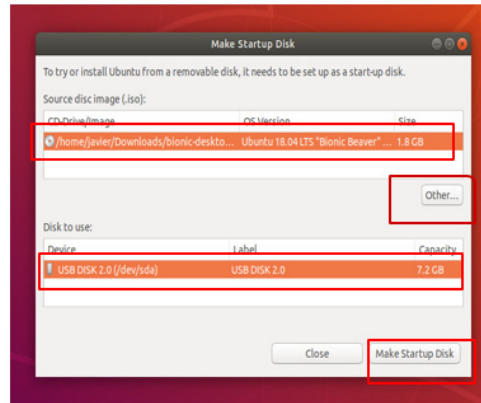 Make Startup Disk
To try or install Ubuntu from a removable disk, it needs to be set up as a start-up disk.
Source disc image (.iso):
CD-Drive/Image OS Version Size
/home/javier/Downloads/bionic-deskto... Ubuntu 18.04 LTS "Bionic Beaver" ... 1.8 GB
Other...
Disk to use:
Device Label Capacity
USB DISK 2.0 (/dev/sda) USB DISK 2.0 7.2 GB
Close Make Startup Disk